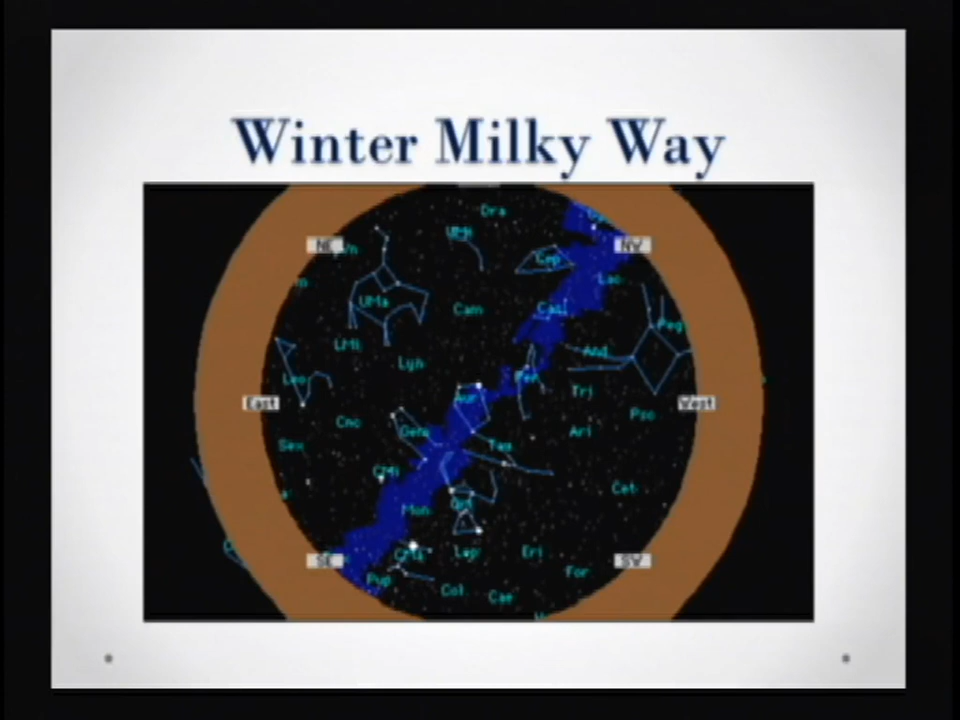 Winter Milky Way
Dra
UMi
NE
NW
Cep
Lac
UMa
Cam
Cas
Peg
LMi
And
Lyn
Leo
Per
Tri
Aur
East
West
Psc
Cnc
Gem
Ari
Sex
Tau
CMi
Cet
Mon
Ori
CMa
Lep
Eri
SE
SW
Pup
For
Col
Cae